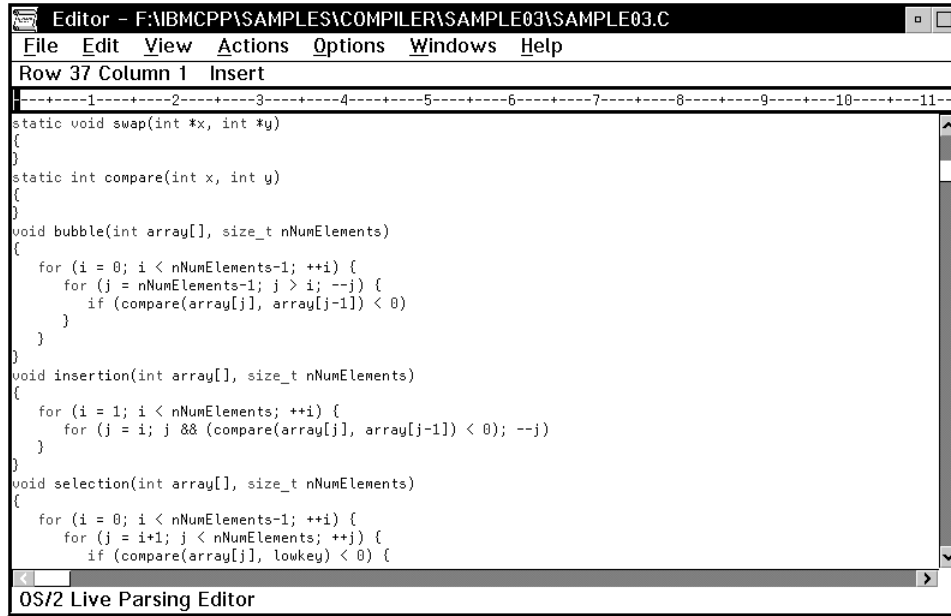 Editor - F:\IBMCPP\SAMPLES\COMPILER\SAMPLE03\SAMPLE03.C
File Edit View Actions Options Windows Help
Row 37 Column 1 Insert
----+----1----+----2----+----3----+----4----+----5----+----6----+----7----+----8----+----9----+---10----+---11-
static void swap(int *x, int *y)
{
}
static int compare(int x, int y)
{
}
void bubble(int array[], size_t nNumElements)
{
   for (i = 0; i < nNumElements-1; ++i) {
      for (j = nNumElements-1; j > i; --j) {
         if (compare(array[j], array[j-1]) < 0)
      }
   }
}
void insertion(int array[], size_t nNumElements)
{
   for (i = 1; i < nNumElements; ++i) {
      for (j = i; j && (compare(array[j], array[j-1]) < 0); --j)
   }
}
void selection(int array[], size_t nNumElements)
{
   for (i = 0; i < nNumElements-1; ++i) {
      for (j = i+1; j < nNumElements; ++j) {
         if (compare(array[j], lowkey) < 0) {
OS/2 Live Parsing Editor